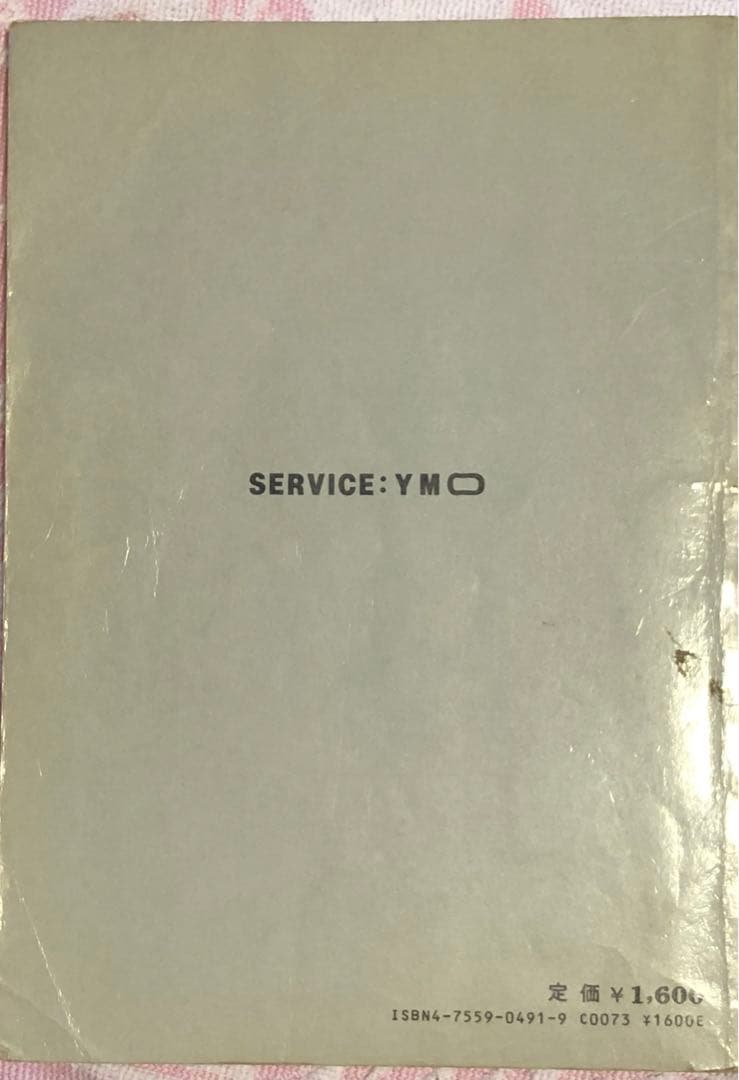 SERVICE:YMO
定価¥1,600
ISBN4-7559-0491-9 C0073 ¥1600E